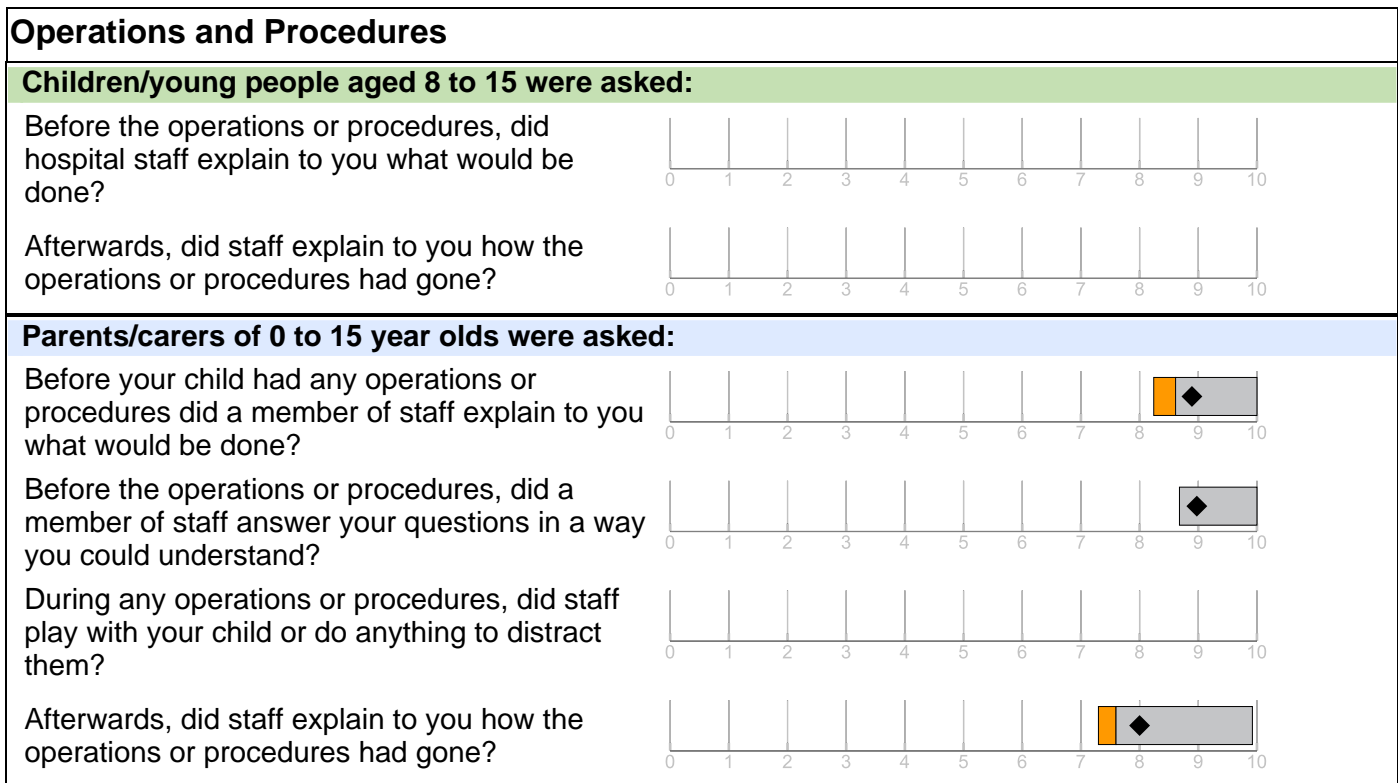 Operations and Procedures
Children/young people aged 8 to 15 were asked:
Before the operations or procedures, did
hospital staff explain to you what would be
done?
0 1 2 3 4 5 6 7 8 9 10
Afterwards, did staff explain to you how the
operations or procedures had gone?
0 1 2 3 4 5 6 7 8 9 10
Parents/carers of 0 to 15 year olds were asked:
Before your child had any operations or
procedures did a member of staff explain to you
what would be done?
0 1 2 3 4 5 6 7 8 9 10
Before the operations or procedures, did a
member of staff answer your questions in a way
you could understand?
0 1 2 3 4 5 6 7 8 9 10
During any operations or procedures, did staff
play with your child or do anything to distract
them?
0 1 2 3 4 5 6 7 8 9 10
Afterwards, did staff explain to you how the
operations or procedures had gone?
0 1 2 3 4 5 6 7 8 9 10